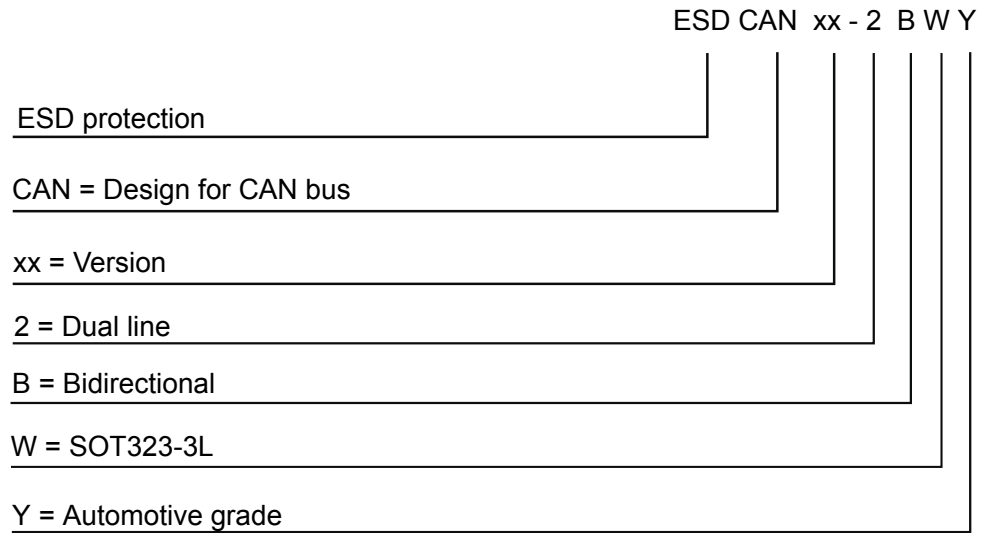 ESD CAN xx - 2 B W Y
ESD protection
CAN = Design for CAN bus
xx = Version
2 = Dual line
B = Bidirectional
W = SOT323-3L
Y = Automotive grade